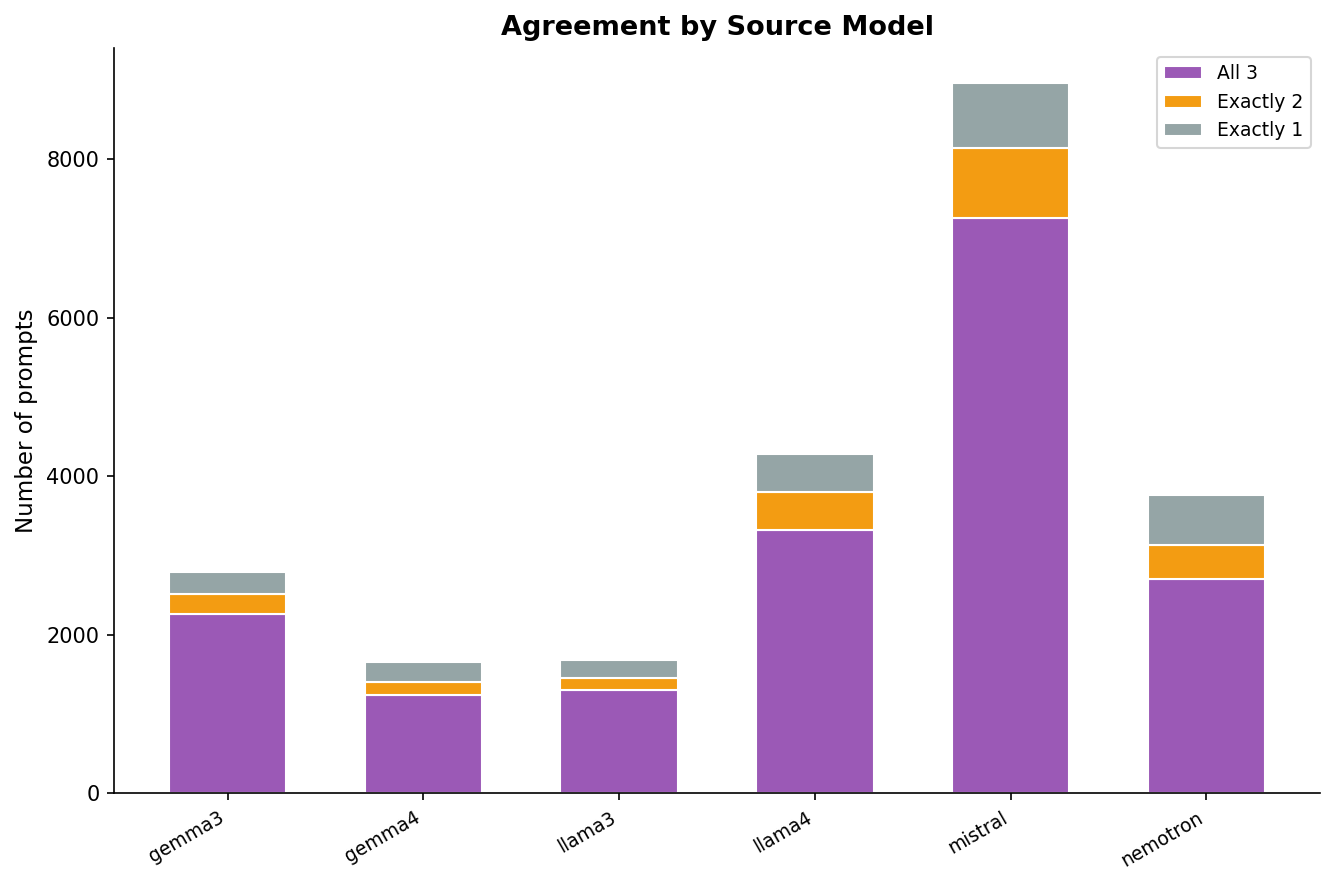 Agreement by Source Model
All 3
Exactly 2
Exactly 1
Number of prompts
8000
6000
4000
2000
0
gemma3
gemma4
llama3
llama4
mistral
nemotron